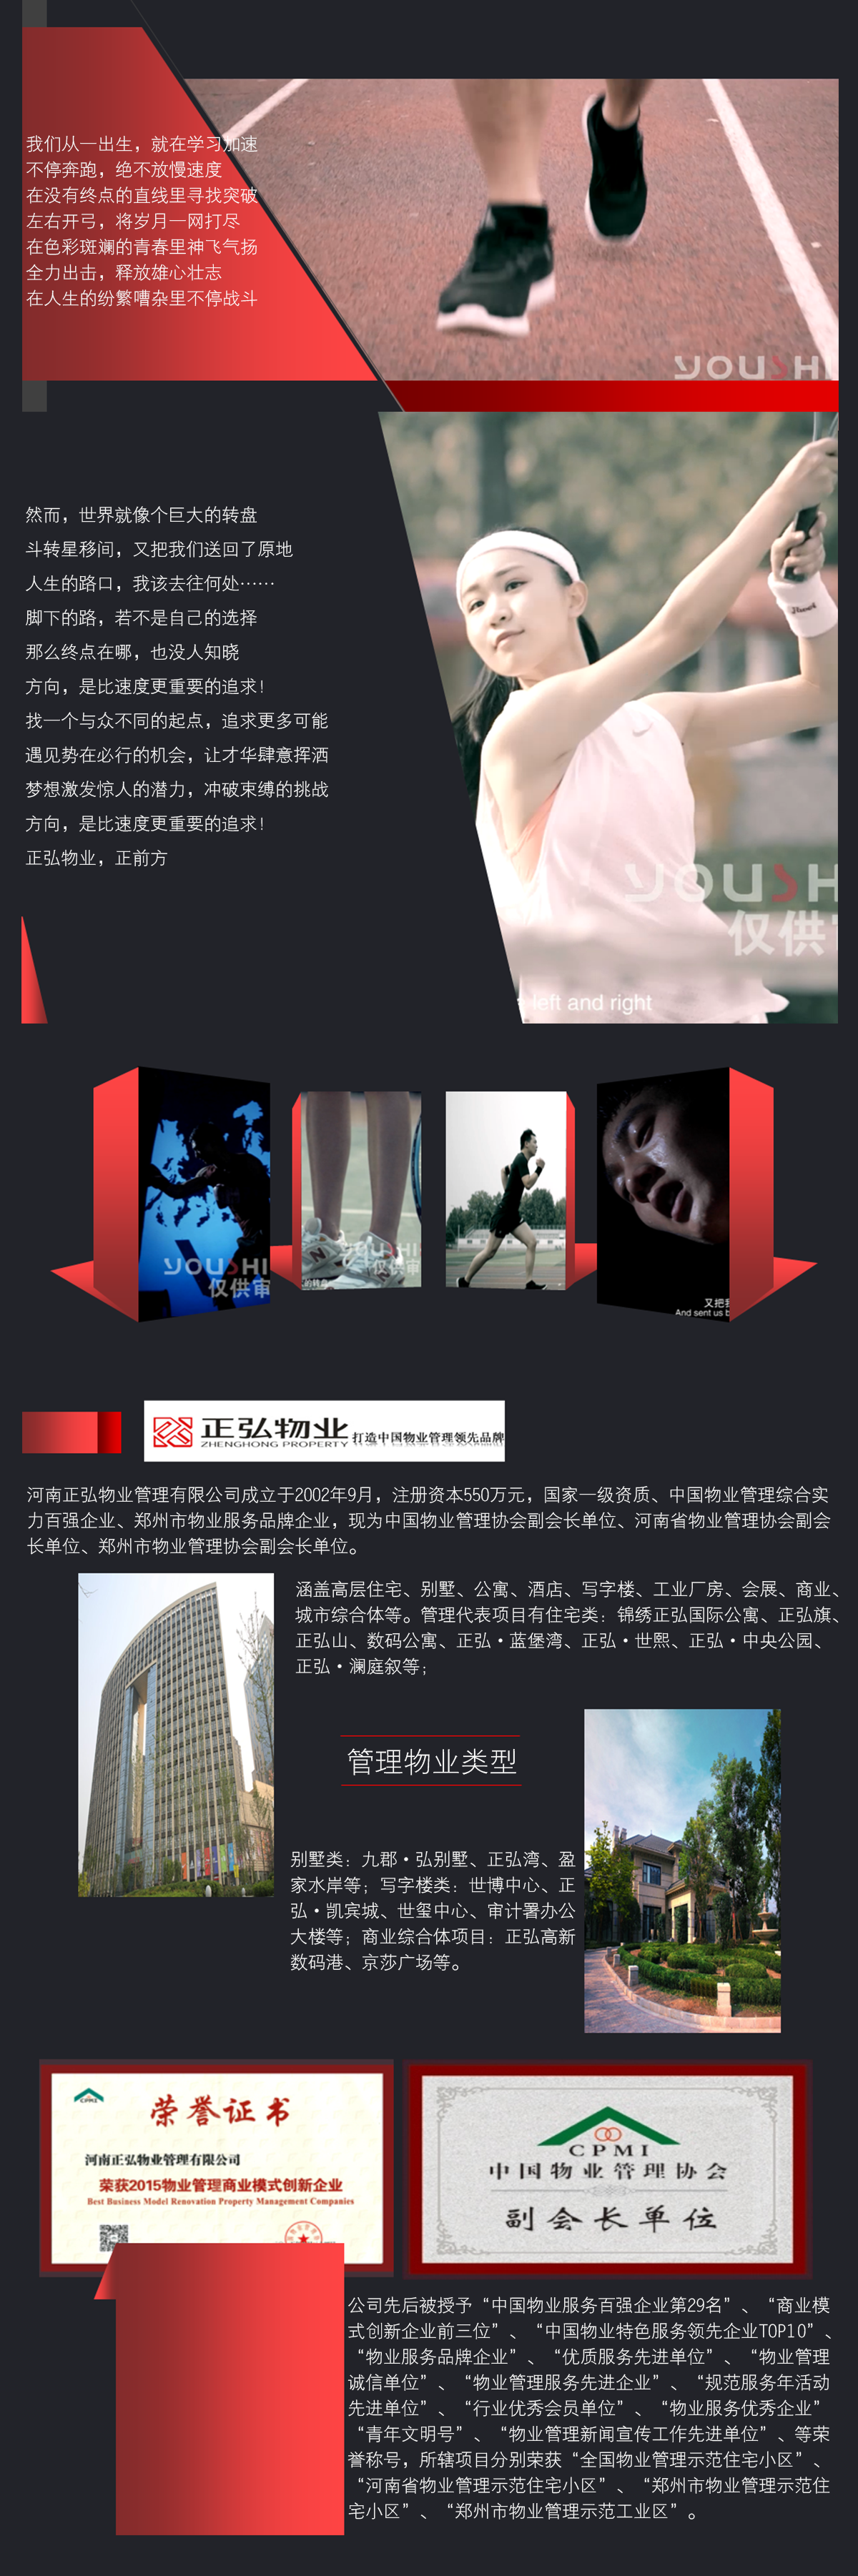 我们从一出生，就在学习加速
不停奔跑，绝不放慢速度
在没有终点的直线里寻找突破
左右开弓，将岁月一网打尽
在色彩斑斓的青春里神飞气扬
全力出击，释放雄心壮志
在人生的纷繁嘈杂里不停战斗
YOUSH
然而，世界就像个巨大的转盘
斗转星移间，又把我们送回了原地
人生的路口，我该去往何处……
脚下的路，若不是自己的选择
那么终点在哪，也没人知晓
方向，是比速度更重要的追求！
找一个与众不同的起点，追求更多可能
遇见势在必行的机会，让才华肆意挥洒
梦想激发惊人的潜力，冲破束缚的挑战
方向，是比速度更重要的追求！
正弘物业，正前方
YOUSH
仅供
left and right
YOUSHI
仅供审
YOUSHI
仅供审
的转盘
又把我
And sent us b
正弘物业
ZHENGHONG PROPERTY
打造中国物业管理领先品牌
河南正弘物业管理有限公司成立于2002年9月，注册资本550万元，国家一级资质、中国物业管理综合实
力百强企业、郑州市物业服务品牌企业，现为中国物业管理协会副会长单位、河南省物业管理协会副会
长单位、郑州市物业管理协会副会长单位。
涵盖高层住宅、别墅、公寓、酒店、写字楼、工业厂房、会展、商业、
城市综合体等。管理代表项目有住宅类：锦绣正弘国际公寓、正弘旗、
正弘山、数码公寓、正弘·蓝堡湾、正弘·世熙、正弘·中央公园、
正弘·澜庭叙等；
管理物业类型
别墅类：九郡·弘别墅、正弘湾、盈
家水岸等；写字楼类：世博中心、正
弘·凯宾城、世玺中心、审计署办公
大楼等；商业综合体项目：正弘高新
数码港、京莎广场等。
CPMI
荣誉证书
河南正弘物业管理有限公司
荣获2015物业管理商业模式创新企业
Best Business Model Renovation Property Management Companies
CPMI
中国物业管理协会
副会长单位
公司先后被授予“中国物业服务百强企业第29名”、“商业模
式创新企业前三位”、“中国物业特色服务领先企业TOP10”、
“物业服务品牌企业”、“优质服务先进单位”、“物业管理
诚信单位”、“物业管理服务先进企业”、“规范服务年活动
先进单位”、“行业优秀会员单位”、“物业服务优秀企业”
“青年文明号”、“物业管理新闻宣传工作先进单位”、等荣
誉称号，所辖项目分别荣获“全国物业管理示范住宅小区”、
“河南省物业管理示范住宅小区”、“郑州市物业管理示范住
宅小区”、“郑州市物业管理示范工业区”。